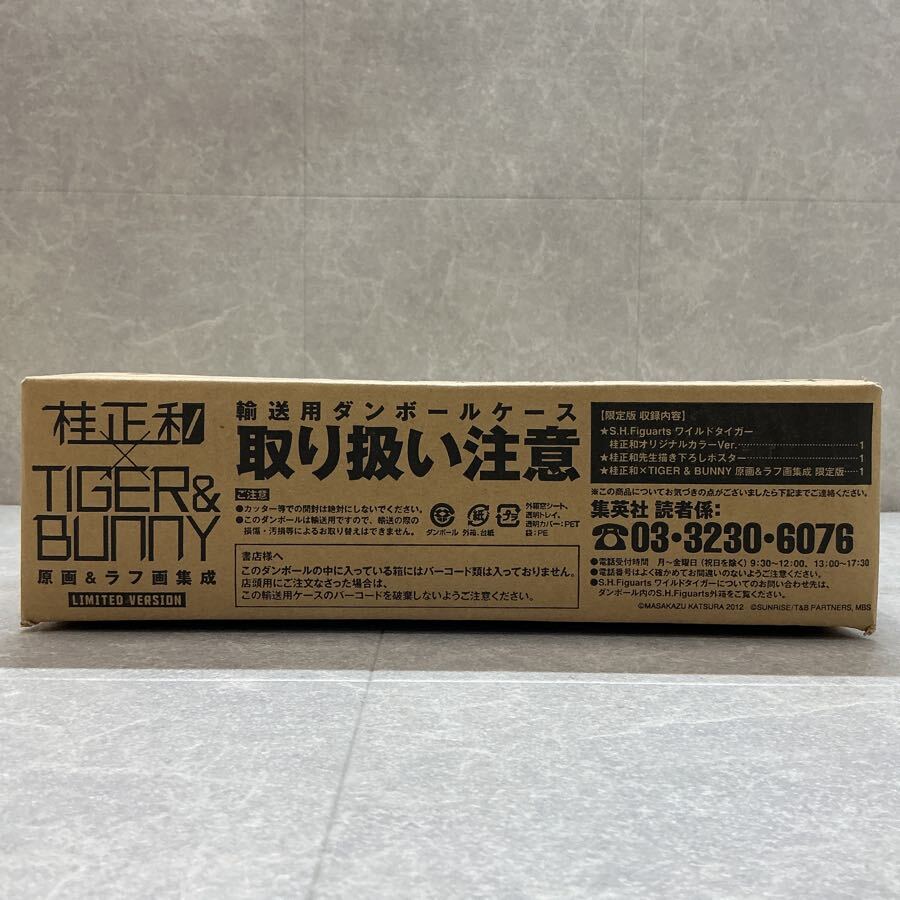 桂正和
×
TIGER&
BUNNY
原画&ラフ画集成
LIMITED VERSION
輸送用ダンボールケース
取り扱い注意
ご注意
●カッター等での開封は絶対にしないでください。
●このダンボールは輸送用ですので、輸送の際の
損傷・汚損等によるお取り替えはできません。
ダンボール
紙
外箱、台紙
プラ
外箱窓シート、
透明トレイ、
透明カバー:PET
袋:PE
書店様へ
このダンボールの中に入っている箱にはバーコード類は入っておりません。
店頭用にご注文なさった場合は、
この輸送用ケースのバーコードを破棄しないようご注意ください。
【限定版 収録内容】
★S.H.Figuarts ワイルドタイガー
桂正和オリジナルカラーVer.…………………1
★桂正和先生描き下ろしポスター…………………1
★桂正和×TIGER & BUNNY 原画&ラフ画集成 限定版……1
※この商品についてお気づきの点がございましたら下記までご連絡ください。
集英社 読者係:
☎03・3230・6076
●電話受付時間 月〜金曜日(祝日を除く) 9:30〜12:00、13:00〜17:30
●電話番号はよく確かめてお間違いのないようご注意ください。
●S.H.Figuarts ワイルドタイガーについてのお問い合わせ先は、
ダンボール内のS.H.Figuarts外箱をご覧ください。
©MASAKAZU KATSURA 2012 ©SUNRISE/T&B PARTNERS, MBS